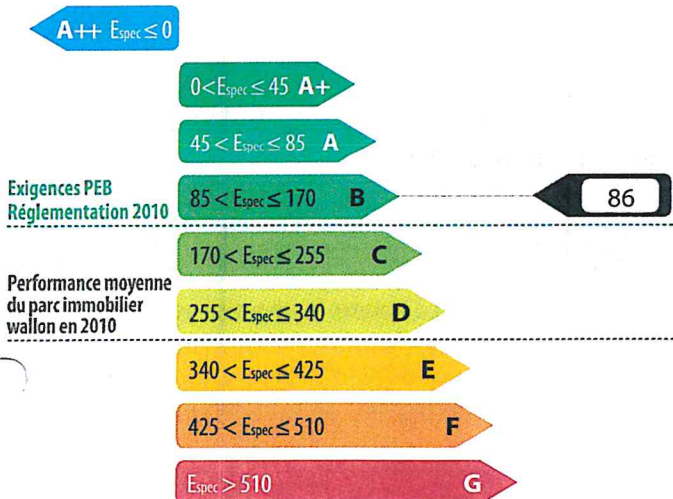 A++ Espec ≤ 0
0 < Espec ≤ 45 A+
45 < Espec ≤ 85 A
Exigences PEB
Réglementation 2010
85 < Espec ≤ 170 B
86
170 < Espec ≤ 255 C
Performance moyenne
du parc immobilier
wallon en 2010
255 < Espec ≤ 340 D
340 < Espec ≤ 425 E
425 < Espec ≤ 510 F
Espec > 510 G